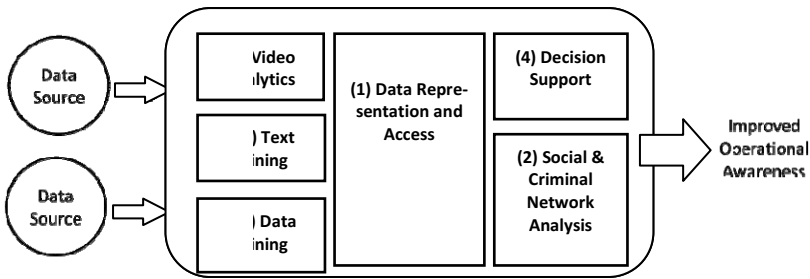 Data
Source
Data
Source
Video
lytics
) Text
ining
) Data
ining
(1) Data Repre-
sentation and
Access
(4) Decision
Support
(2) Social &
Criminal
Network
Analysis
Improved
Operational
Awareness